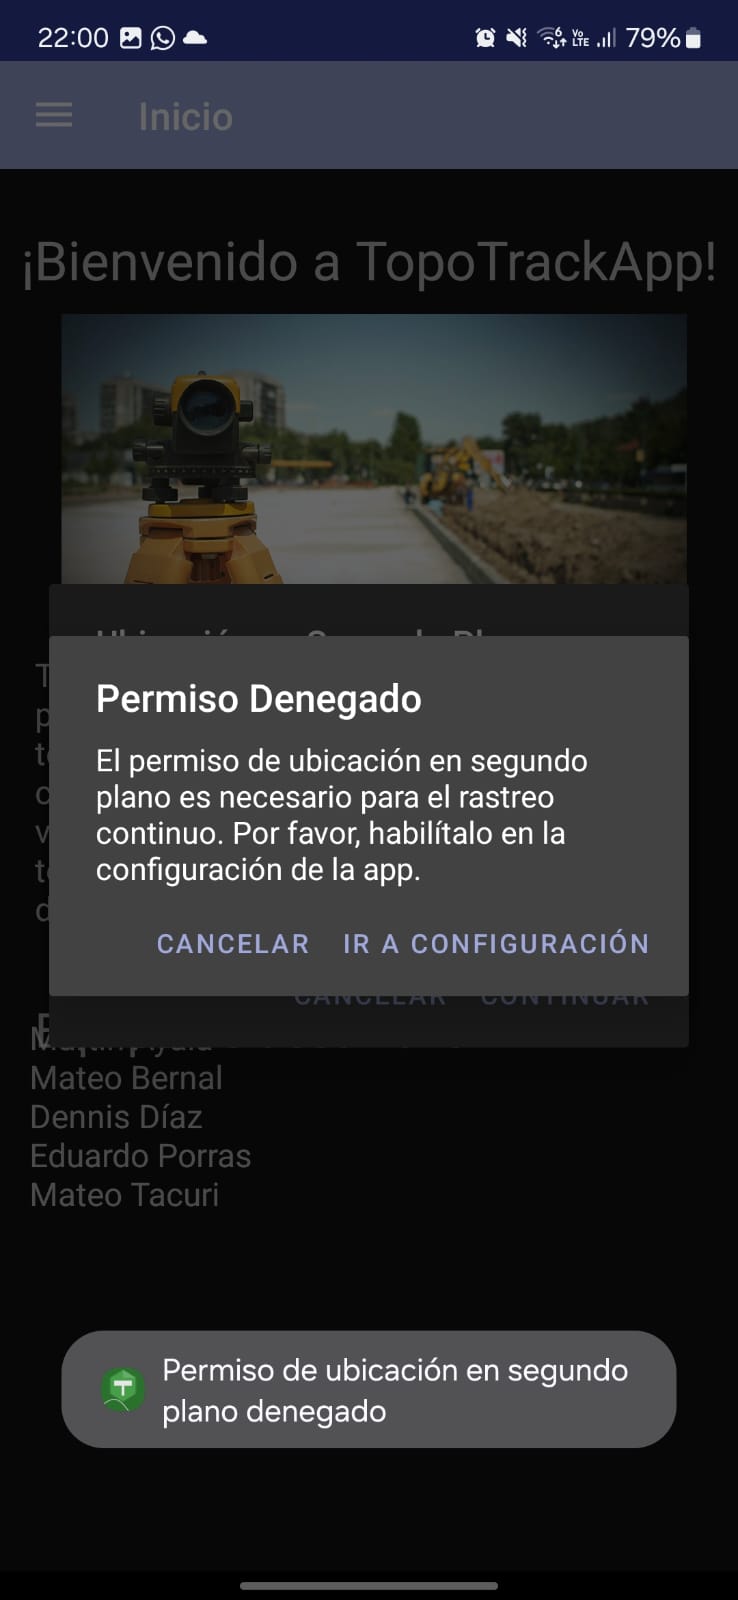 22:00
Vo
LTE
79%
Inicio
¡Bienvenido a TopoTrackApp!
Permiso Denegado
El permiso de ubicación en segundo
plano es necesario para el rastreo
continuo. Por favor, habilítalo en la
configuración de la app.
CANCELAR IR A CONFIGURACIÓN
CANCELAR CONTINUAR
Mateo Bernal
Dennis Díaz
Eduardo Porras
Mateo Tacuri
Permiso de ubicación en segundo
plano denegado